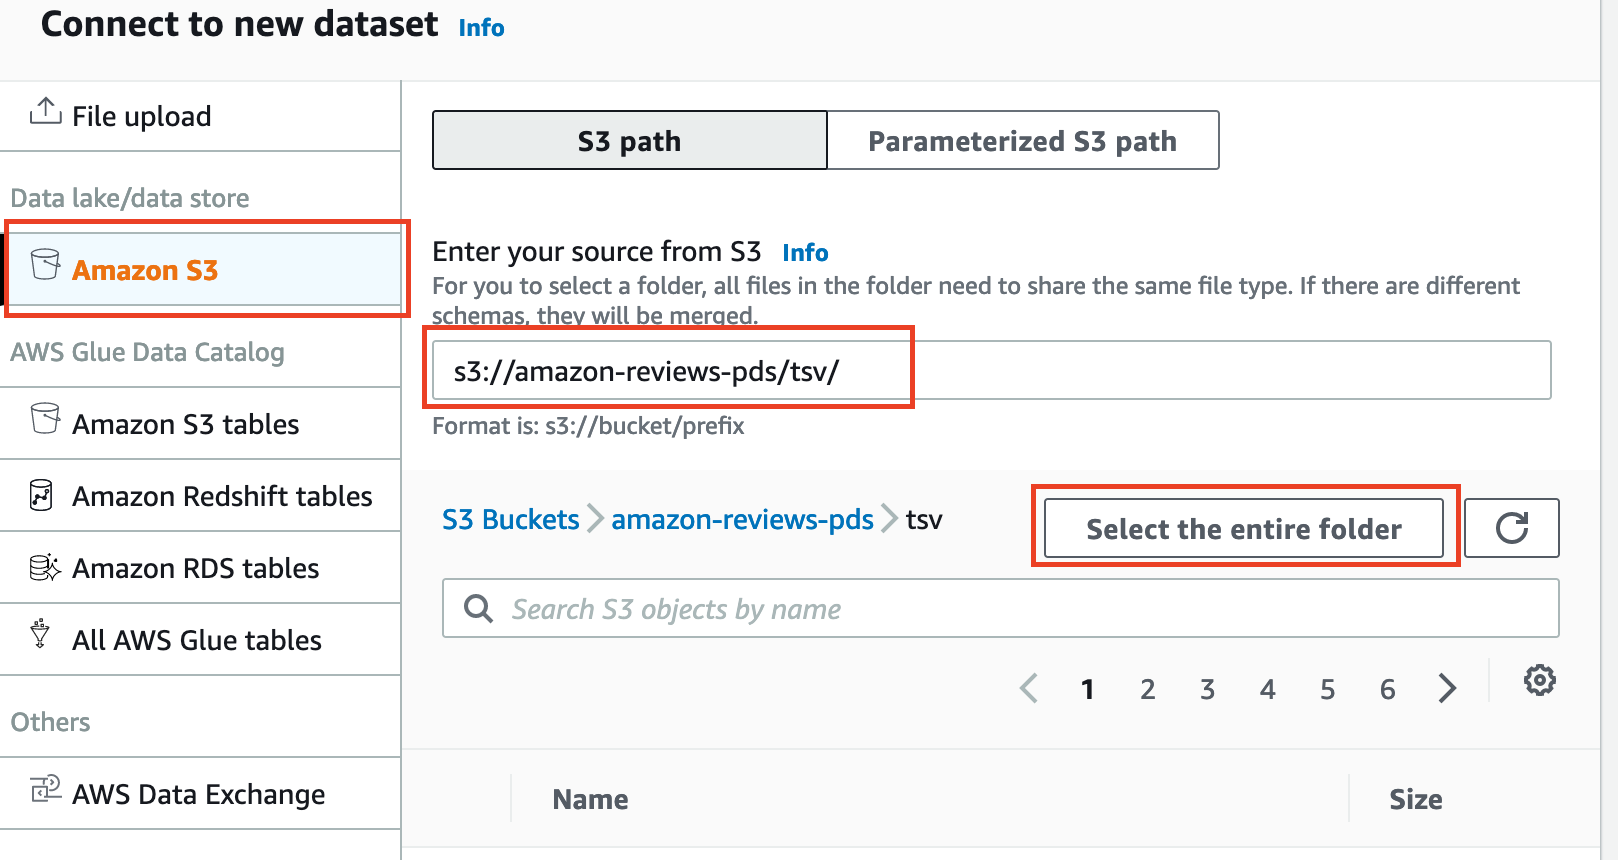 Connect to new dataset Info
File upload
Data lake/data store
Amazon S3
AWS Glue Data Catalog
Amazon S3 tables
Amazon Redshift tables
Amazon RDS tables
All AWS Glue tables
Others
AWS Data Exchange
S3 path
Parameterized S3 path
Enter your source from S3 Info
For you to select a folder, all files in the folder need to share the same file type. If there are different
schemas, they will be merged.
s3://amazon-reviews-pds/tsv/
Format is: s3://bucket/prefix
S3 Buckets > amazon-reviews-pds > tsv
Select the entire folder
Search S3 objects by name
< 1 2 3 4 5 6 >
Name Size